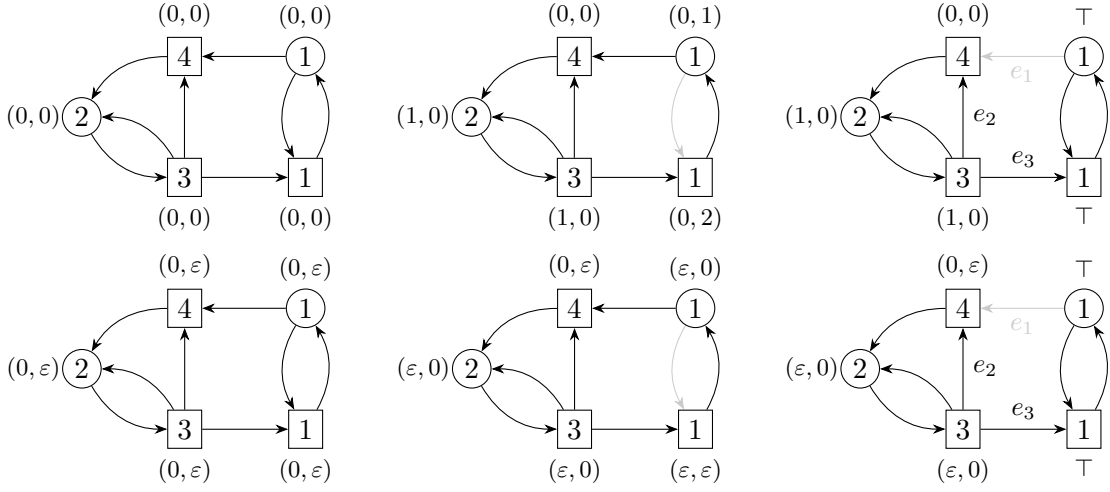 (0, 0) (0, 0) (0, 0) (0, 1) (0, 0) ⊤
4 1 4 1 4 1
e₁
(0, 0) 2 (1, 0) 2 (1, 0) 2 e₂
e₃
3 1 3 1 3 1
(0, 0) (0, 0) (1, 0) (0, 2) (1, 0) ⊤
(0, ε) (0, ε) (0, ε) (ε, 0) (0, ε) ⊤
4 1 4 1 4 1
e₁
(0, ε) 2 (ε, 0) 2 (ε, 0) 2 e₂
e₃
3 1 3 1 3 1
(0, ε) (0, ε) (ε, 0) (ε, ε) (ε, 0) ⊤